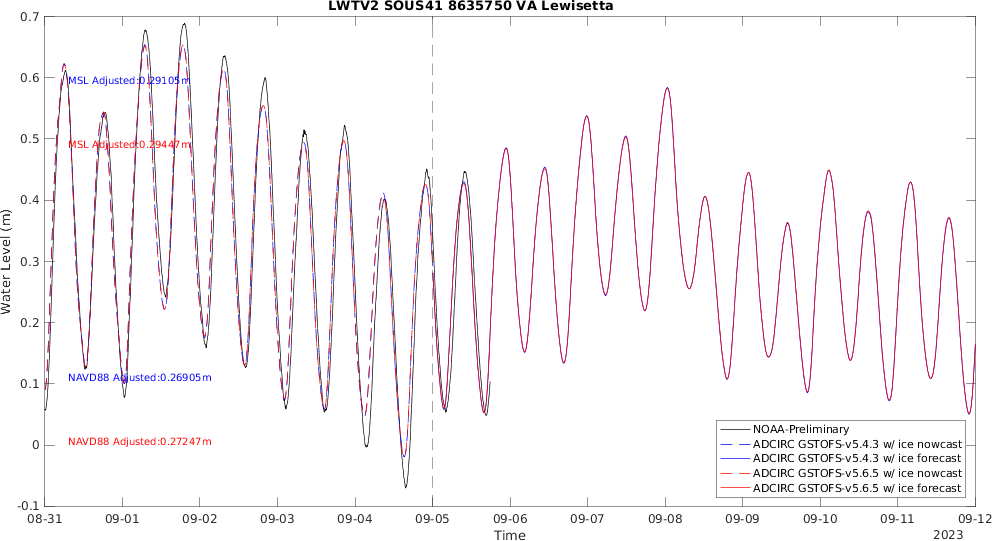 LWTV2 SOUS41 8635750 VA Lewisetta
0.7
0.6
0.5
0.4
0.3
0.2
0.1
0
-0.1
Water Level (m)
MSL Adjusted:0.29105m
MSL Adjusted:0.29447m
NAVD88 Adjusted:0.26905m
NAVD88 Adjusted:0.27247m
NOAA-Preliminary
ADCIRC GSTOFS-v5.4.3 w/ ice nowcast
ADCIRC GSTOFS-v5.4.3 w/ ice forecast
ADCIRC GSTOFS-v5.6.5 w/ ice nowcast
ADCIRC GSTOFS-v5.6.5 w/ ice forecast
08-31 09-01 09-02 09-03 09-04 09-05 09-06 09-07 09-08 09-09 09-10 09-11 09-12
Time
2023